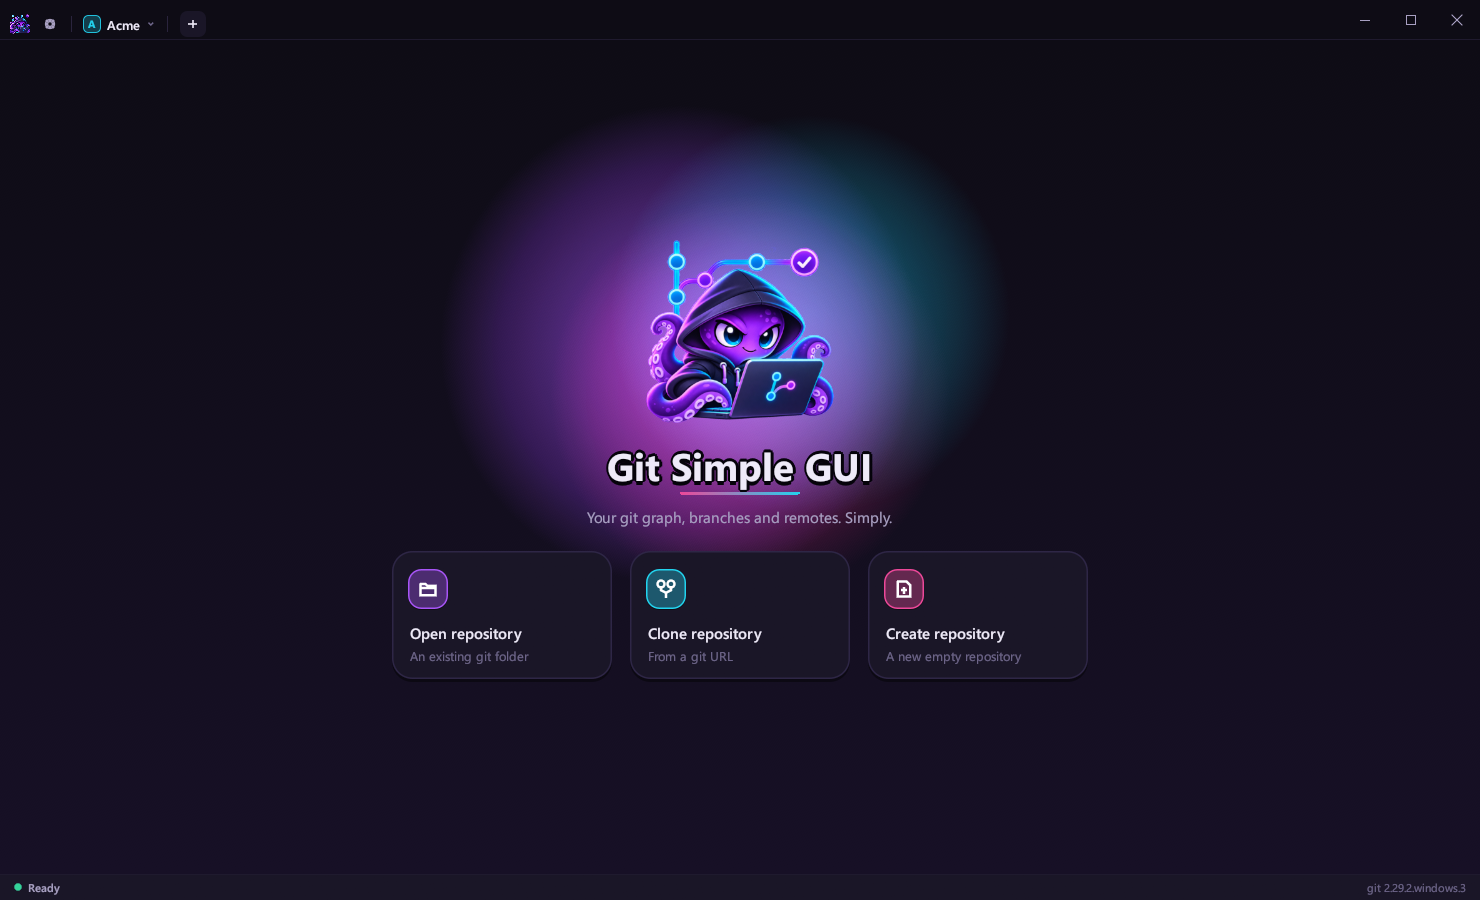 A Acme
+
Git Simple GUI
Your git graph, branches and remotes. Simply.
Open repository
An existing git folder
Clone repository
From a git URL
Create repository
A new empty repository
Ready
git 2.29.2.windows.3